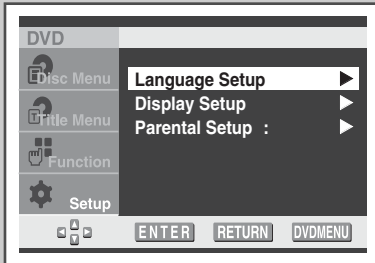 DVD
Disc Menu
Title Menu
Function
Setup
Language Setup
Display Setup
Parental Setup :
ENTER RETURN DVDMENU